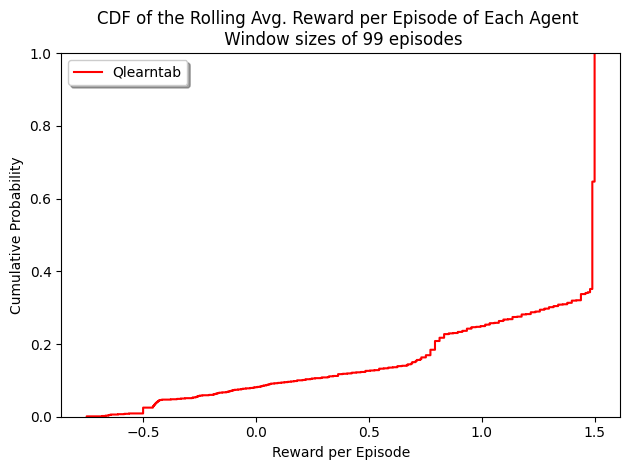 CDF of the Rolling Avg. Reward per Episode of Each Agent
Window sizes of 99 episodes
Qlearntab
Cumulative Probability
1.0
0.8
0.6
0.4
0.2
0.0
−0.5
0.0
0.5
1.0
1.5
Reward per Episode